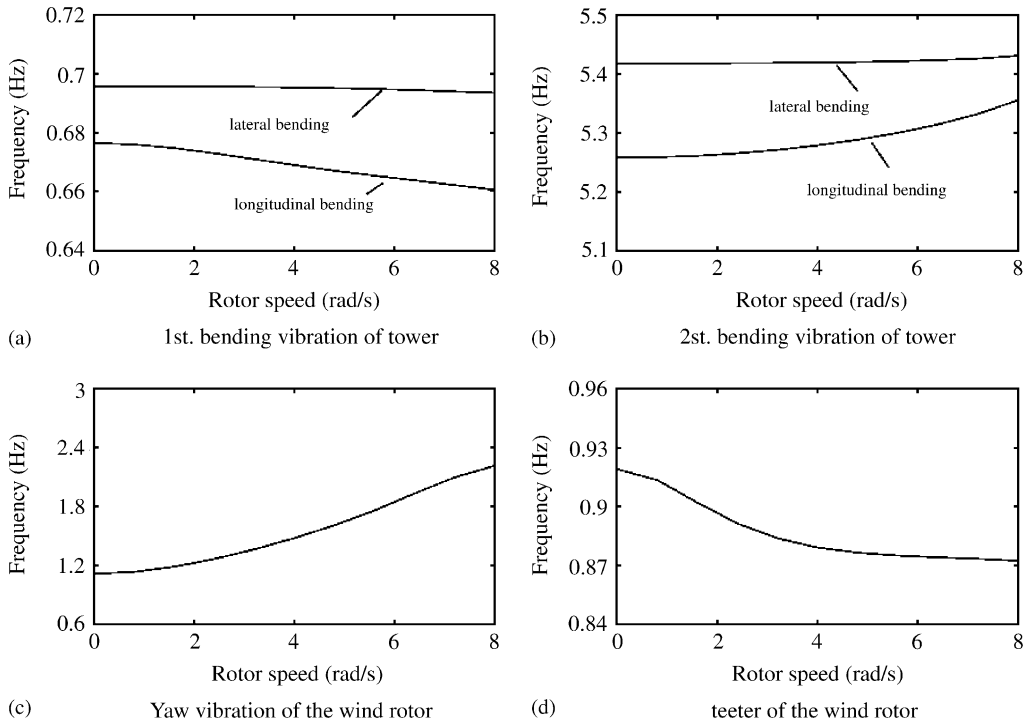 0.72
0.7
0.68
0.66
0.64
Frequency (Hz)
lateral bending
longitudinal bending
0
2
4
6
8
Rotor speed (rad/s)
(a)
1st. bending vibration of tower
5.5
5.4
5.3
5.2
5.1
Frequency (Hz)
lateral bending
longitudinal bending
0
2
4
6
8
Rotor speed (rad/s)
(b)
2st. bending vibration of tower
3
2.4
1.8
1.2
0.6
Frequency (Hz)
0
2
4
6
8
Rotor speed (rad/s)
(c)
Yaw vibration of the wind rotor
0.96
0.93
0.9
0.87
0.84
Frequency (Hz)
0
2
4
6
8
Rotor speed (rad/s)
(d)
teeter of the wind rotor